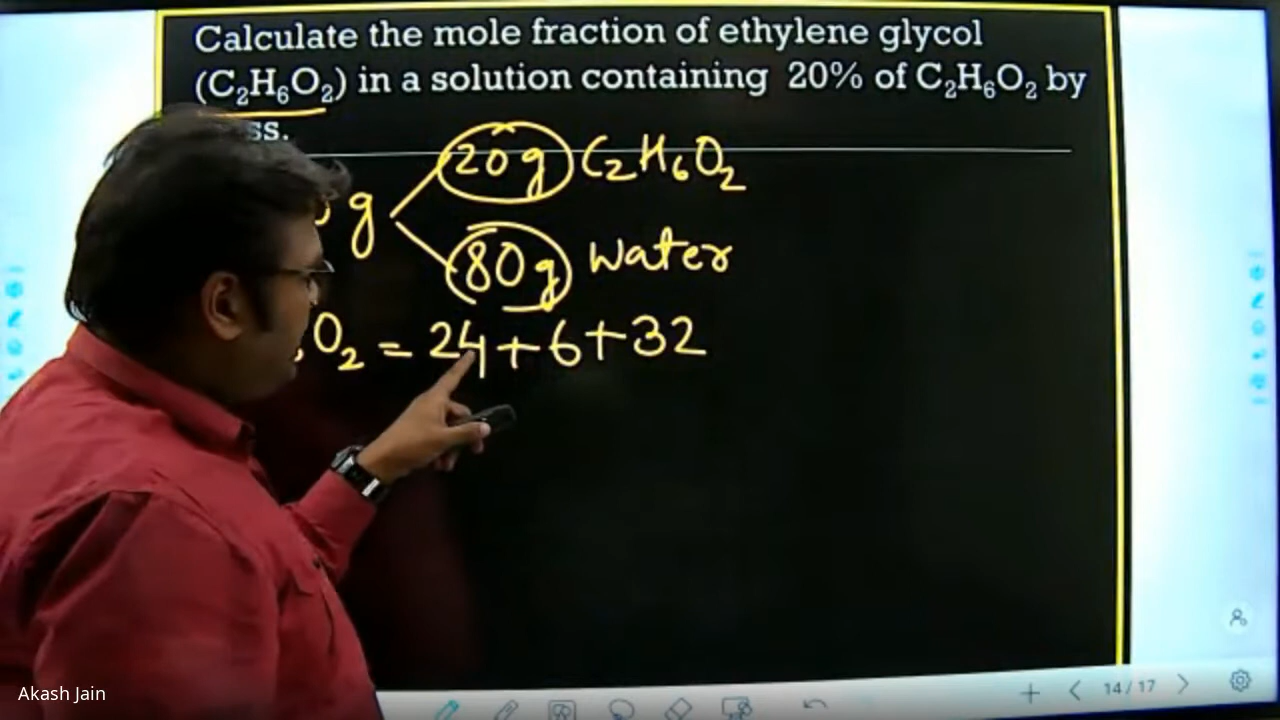 Calculate the mole fraction of ethylene glycol
(C₂H₆O₂) in a solution containing 20% of C₂H₆O₂ by
ss.
20g C₂H₆O₂
g
80g Water
O₂ = 24+6+32
14 / 17
Akash Jain